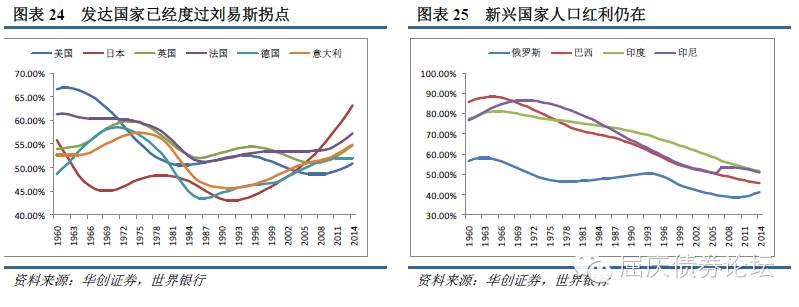 图表 24 发达国家已经度过刘易斯拐点
美国 日本 英国 法国 德国 意大利
70.00%
65.00%
60.00%
55.00%
50.00%
45.00%
40.00%
1960 1963 1966 1969 1972 1975 1978 1981 1984 1987 1990 1993 1996 1999 2002 2005 2008 2011 2014
资料来源：华创证券，世界银行
图表 25 新兴国家人口红利仍在
俄罗斯 巴西 印度 印尼
100.00%
90.00%
80.00%
70.00%
60.00%
50.00%
40.00%
30.00%
1960 1963 1966 1969 1972 1975 1978 1981 1984 1987 1990 1993 1996 1999 2002 2005 2008 2011 2014
资料来源：华创证券，世界银行
屈庆债券论坛